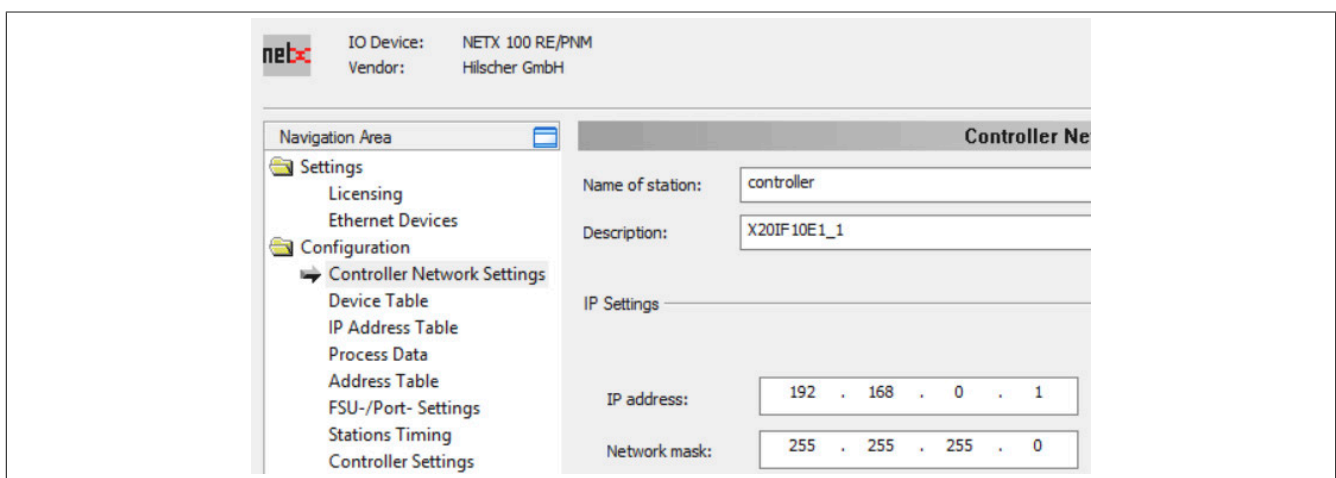 netx
IO Device: NETX 100 RE/PNM
Vendor: Hilscher GmbH
Navigation Area
Settings
Licensing
Ethernet Devices
Configuration
Controller Network Settings
Device Table
IP Address Table
Process Data
Address Table
FSU-/Port- Settings
Stations Timing
Controller Settings
Controller Ne
Name of station: controller
Description: X20IF10E1_1
IP Settings
IP address: 192 . 168 . 0 . 1
Network mask: 255 . 255 . 255 . 0